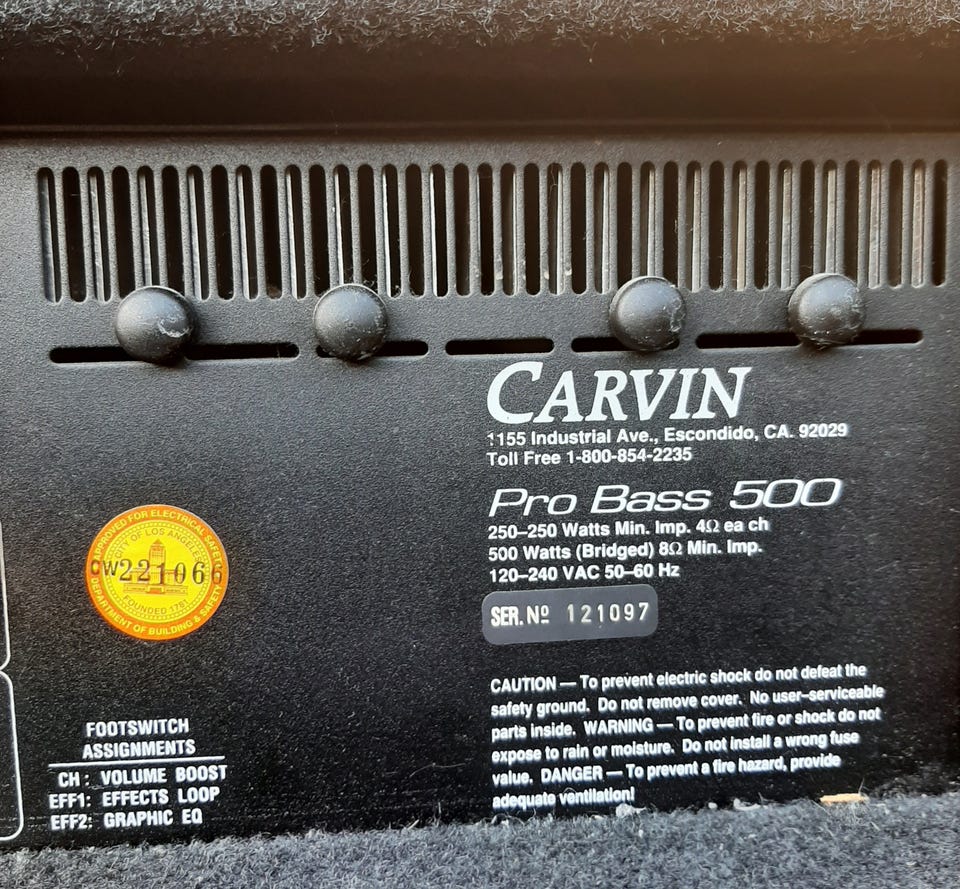 CARVIN
1155 Industrial Ave., Escondido, CA. 92029
Toll Free 1-800-854-2235
Pro Bass 500
250–250 Watts Min. Imp. 4Ω ea ch
500 Watts (Bridged) 8Ω Min. Imp.
120–240 VAC 50–60 Hz
SER. Nº 121097
APPROVED FOR ELECTRICAL SAFETY
CITY OF LOS ANGELES
CW221066
FOUNDED 1781
DEPARTMENT OF BUILDING & SAFETY
CAUTION — To prevent electric shock do not defeat the
safety ground. Do not remove cover. No user–serviceable
parts inside. WARNING — To prevent fire or shock do not
expose to rain or moisture. Do not install a wrong fuse
value. DANGER — To prevent a fire hazard, provide
adequate ventilation!
FOOTSWITCH
ASSIGNMENTS
CH : VOLUME BOOST
EFF1: EFFECTS LOOP
EFF2: GRAPHIC EQ